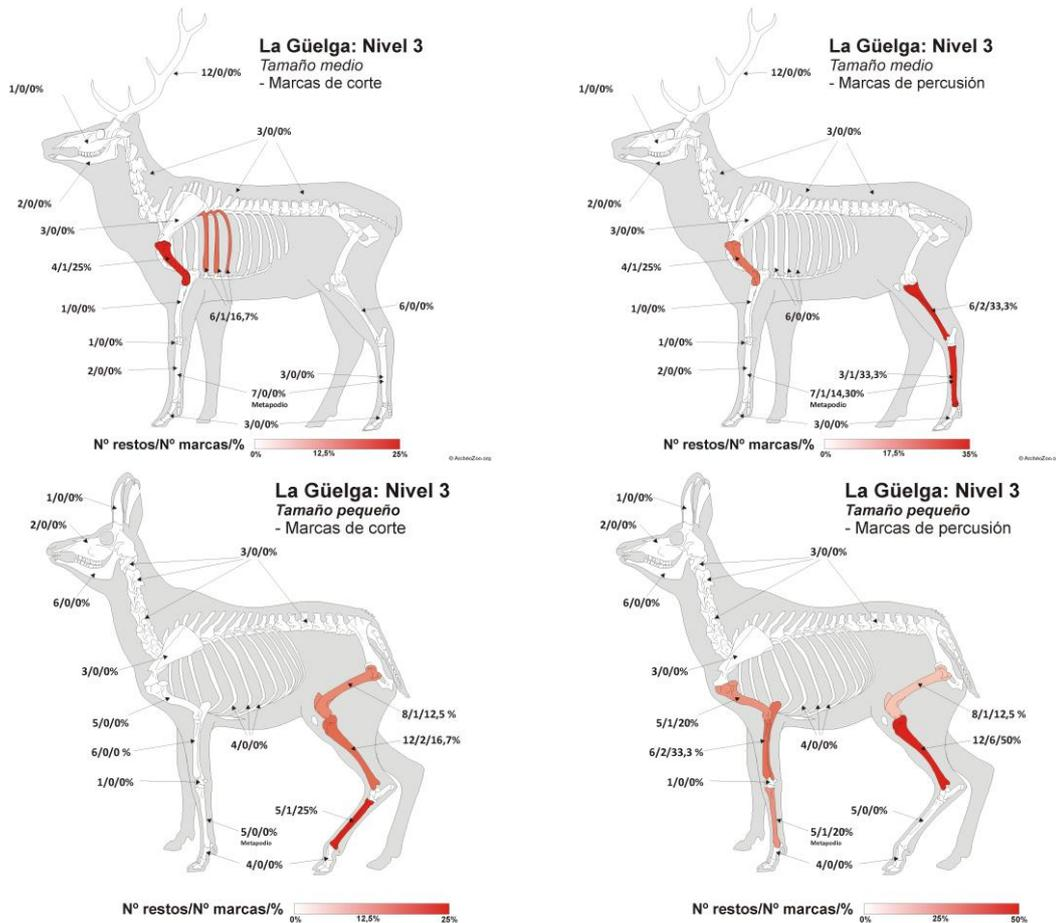 La Güelga: Nivel 3
Tamaño medio
- Marcas de corte
12/0/0%
1/0/0%
3/0/0%
2/0/0%
3/0/0%
4/1/25%
1/0/0%
6/1/16,7%
6/0/0%
1/0/0%
2/0/0%
3/0/0%
7/0/0%
Metapodio
3/0/0%
Nº restos/Nº marcas/%
0% 12,5% 25%
© ArchéoZoo.org
La Güelga: Nivel 3
Tamaño medio
- Marcas de percusión
12/0/0%
1/0/0%
3/0/0%
2/0/0%
3/0/0%
4/1/25%
1/0/0%
6/0/0%
6/2/33,3%
1/0/0%
2/0/0%
3/1/33,3%
7/1/14,30%
Metapodio
3/0/0%
Nº restos/Nº marcas/%
0% 17,5% 35%
© ArchéoZoo.or
La Güelga: Nivel 3
Tamaño pequeño
- Marcas de corte
1/0/0%
2/0/0%
3/0/0%
6/0/0%
3/0/0%
5/0/0%
8/1/12,5 %
6/0/0 %
4/0/0%
12/2/16,7%
1/0/0%
5/1/25%
5/0/0%
Metapodio
4/0/0%
Nº restos/Nº marcas/%
0% 12,5% 25%
La Güelga: Nivel 3
Tamaño pequeño
- Marcas de percusión
1/0/0%
2/0/0%
3/0/0%
6/0/0%
3/0/0%
5/1/20%
8/1/12,5 %
6/2/33,3 %
4/0/0%
12/6/50%
1/0/0%
5/0/0%
5/1/20%
Metapodio
4/0/0%
Nº restos/Nº marcas/%
0% 25% 50%